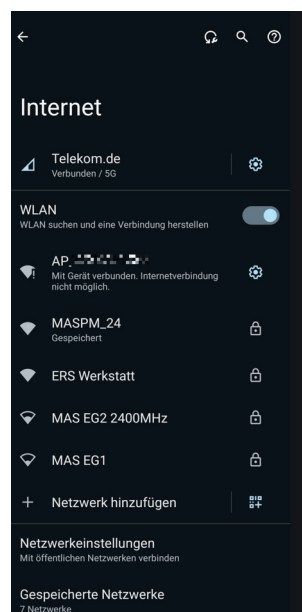 Internet
Telekom.de
Verbunden / 5G
WLAN
WLAN suchen und eine Verbindung herstellen
AP.
Mit Gerät verbunden. Internetverbindung
nicht möglich.
MASPM_24
Gespeichert
ERS Werkstatt
MAS EG2 2400MHz
MAS EG1
Netzwerk hinzufügen
Netzwerkeinstellungen
Mit öffentlichen Netzwerken verbinden
Gespeicherte Netzwerke
7 Netzwerke